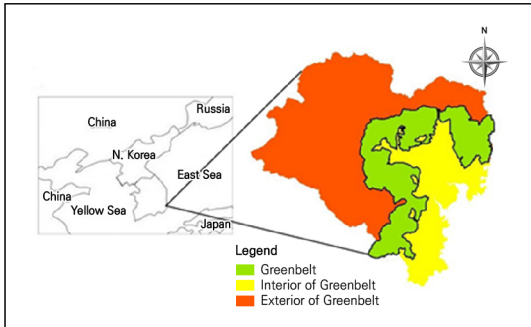 N
Russia
China
N. Korea
East Sea
China
Yellow Sea
Japan
Legend
Greenbelt
Interior of Greenbelt
Exterior of Greenbelt